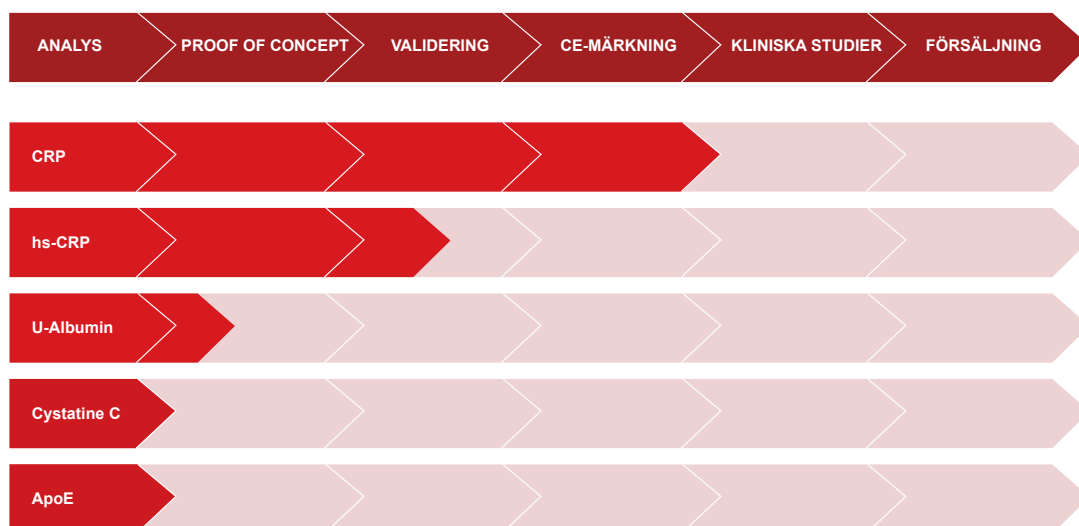 ANALYS PROOF OF CONCEPT VALIDERING CE-MÄRKNING KLINISKA STUDIER FÖRSÄLJNING
CRP
hs-CRP
U-Albumin
Cystatine C
ApoE